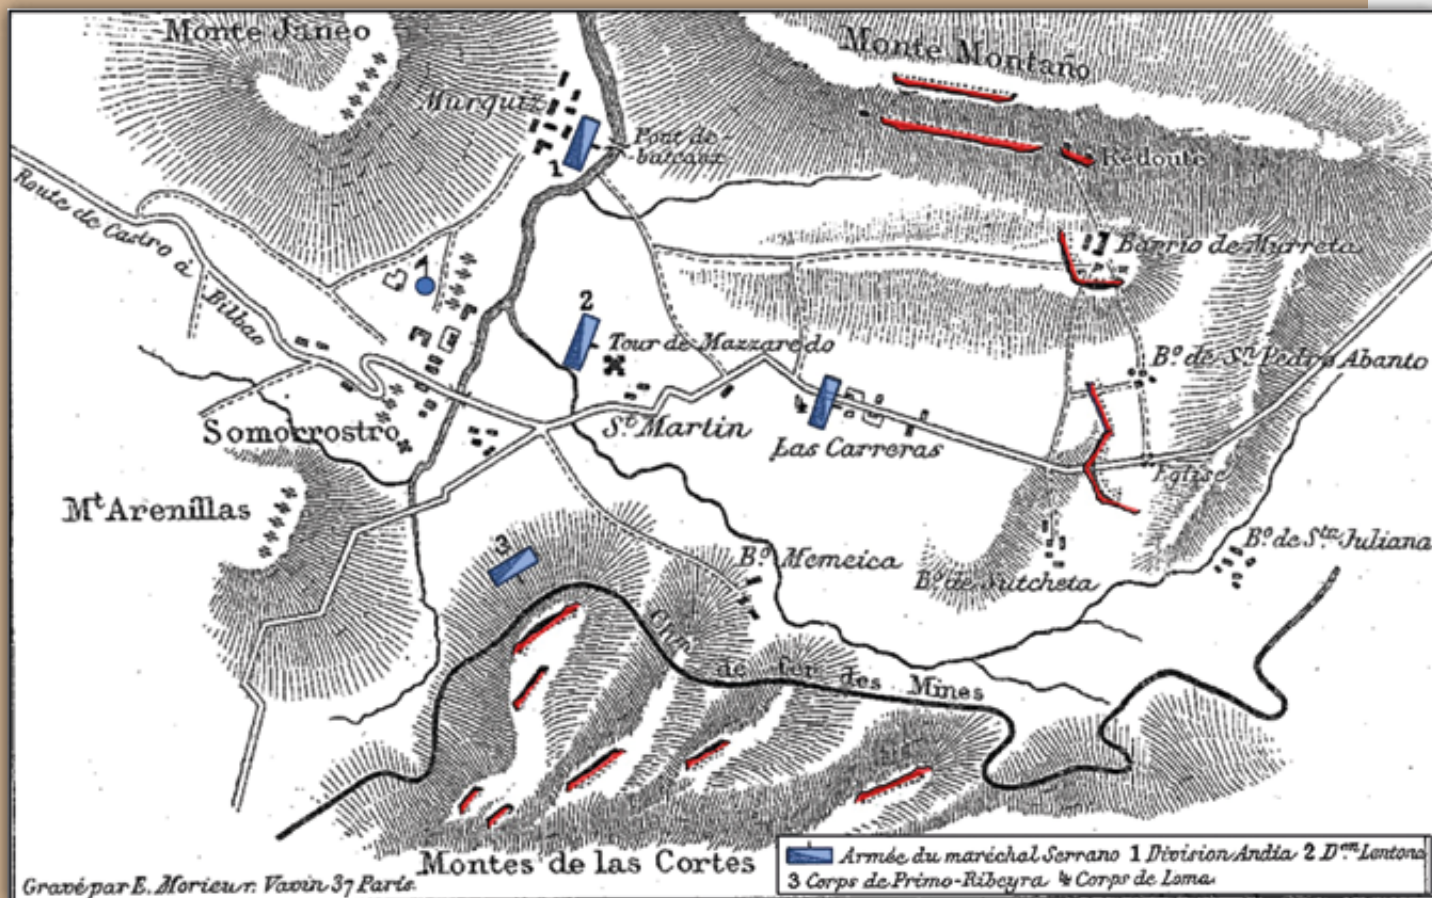 Monte Janeo
Monte Montaño
Murquiz
Pont de
bateaux
1
Redoute
Route de Castro à
Bilbao
Barrio de Murreta
2
Tour de Mazzaredo
Bº. de Sn Pedro Abanto
4
Somorrostro
St. Martin
Las Carreras
Eglise
Mt Arenillas
3
Bº. Memeica
Bº. de Sutcheta
Bº. de Ste. Juliana
Chin de fer des Mines
Montes de las Cortes
Armée du maréchal Serrano 1 Division Andia 2 Don Lentona
3 Corps de Primo-Ribeyra 4 Corps de Loma
Gravé par E. Morieu r. Vavin 37 Paris.